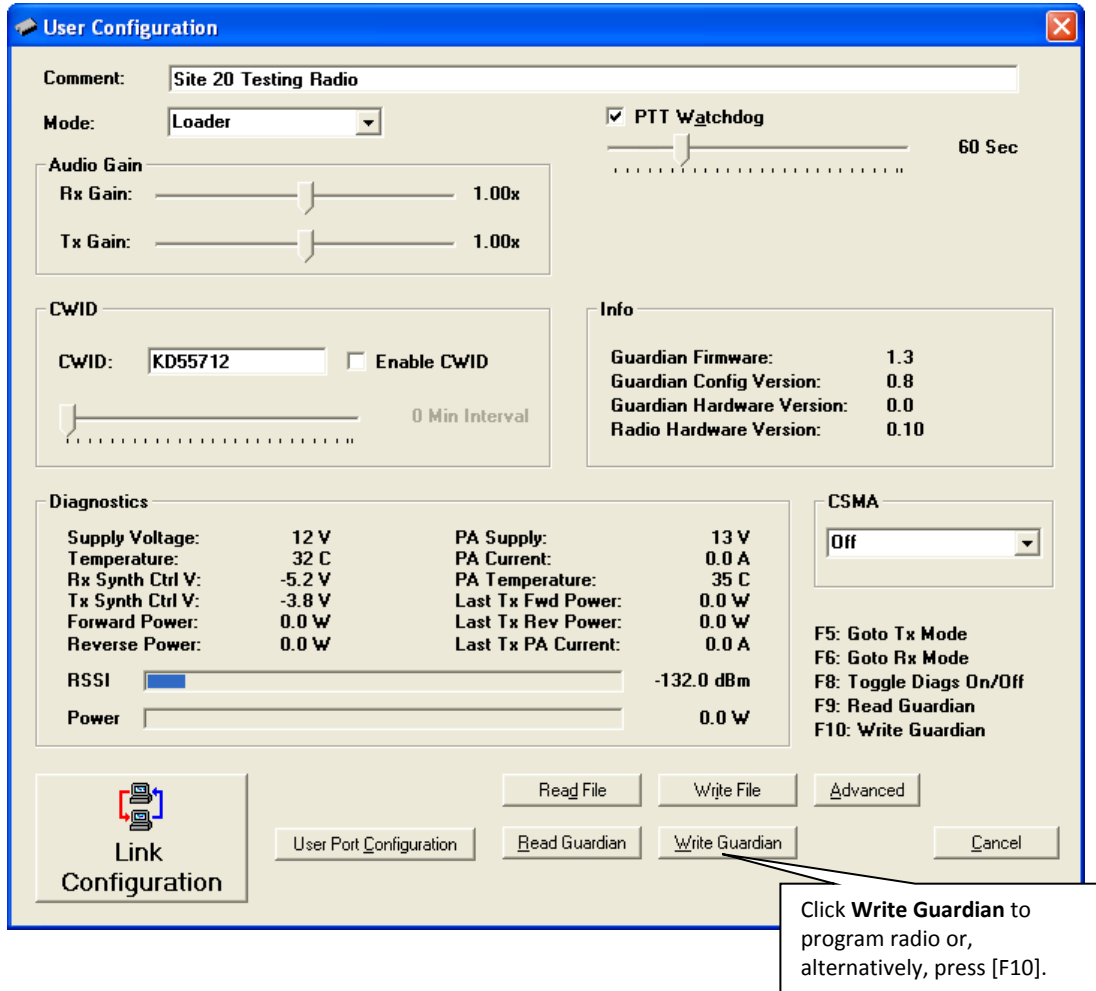 User Configuration
Comment: Site 20 Testing Radio
Mode: Loader
PTT Watchdog
60 Sec
Audio Gain
Rx Gain: 1.00x
Tx Gain: 1.00x
CWID
CWID: KD55712 Enable CWID
0 Min Interval
Info
Guardian Firmware: 1.3
Guardian Config Version: 0.8
Guardian Hardware Version: 0.0
Radio Hardware Version: 0.10
Diagnostics
Supply Voltage: 12 V PA Supply: 13 V
Temperature: 32 C PA Current: 0.0 A
Rx Synth Ctrl V: -5.2 V PA Temperature: 35 C
Tx Synth Ctrl V: -3.8 V Last Tx Fwd Power: 0.0 W
Forward Power: 0.0 W Last Tx Rev Power: 0.0 W
Reverse Power: 0.0 W Last Tx PA Current: 0.0 A
RSSI -132.0 dBm
Power 0.0 W
CSMA
Off
F5: Goto Tx Mode
F6: Goto Rx Mode
F8: Toggle Diags On/Off
F9: Read Guardian
F10: Write Guardian
Link
Configuration
Read File Write File Advanced
User Port Configuration Read Guardian Write Guardian Cancel
Click Write Guardian to
program radio or,
alternatively, press [F10].